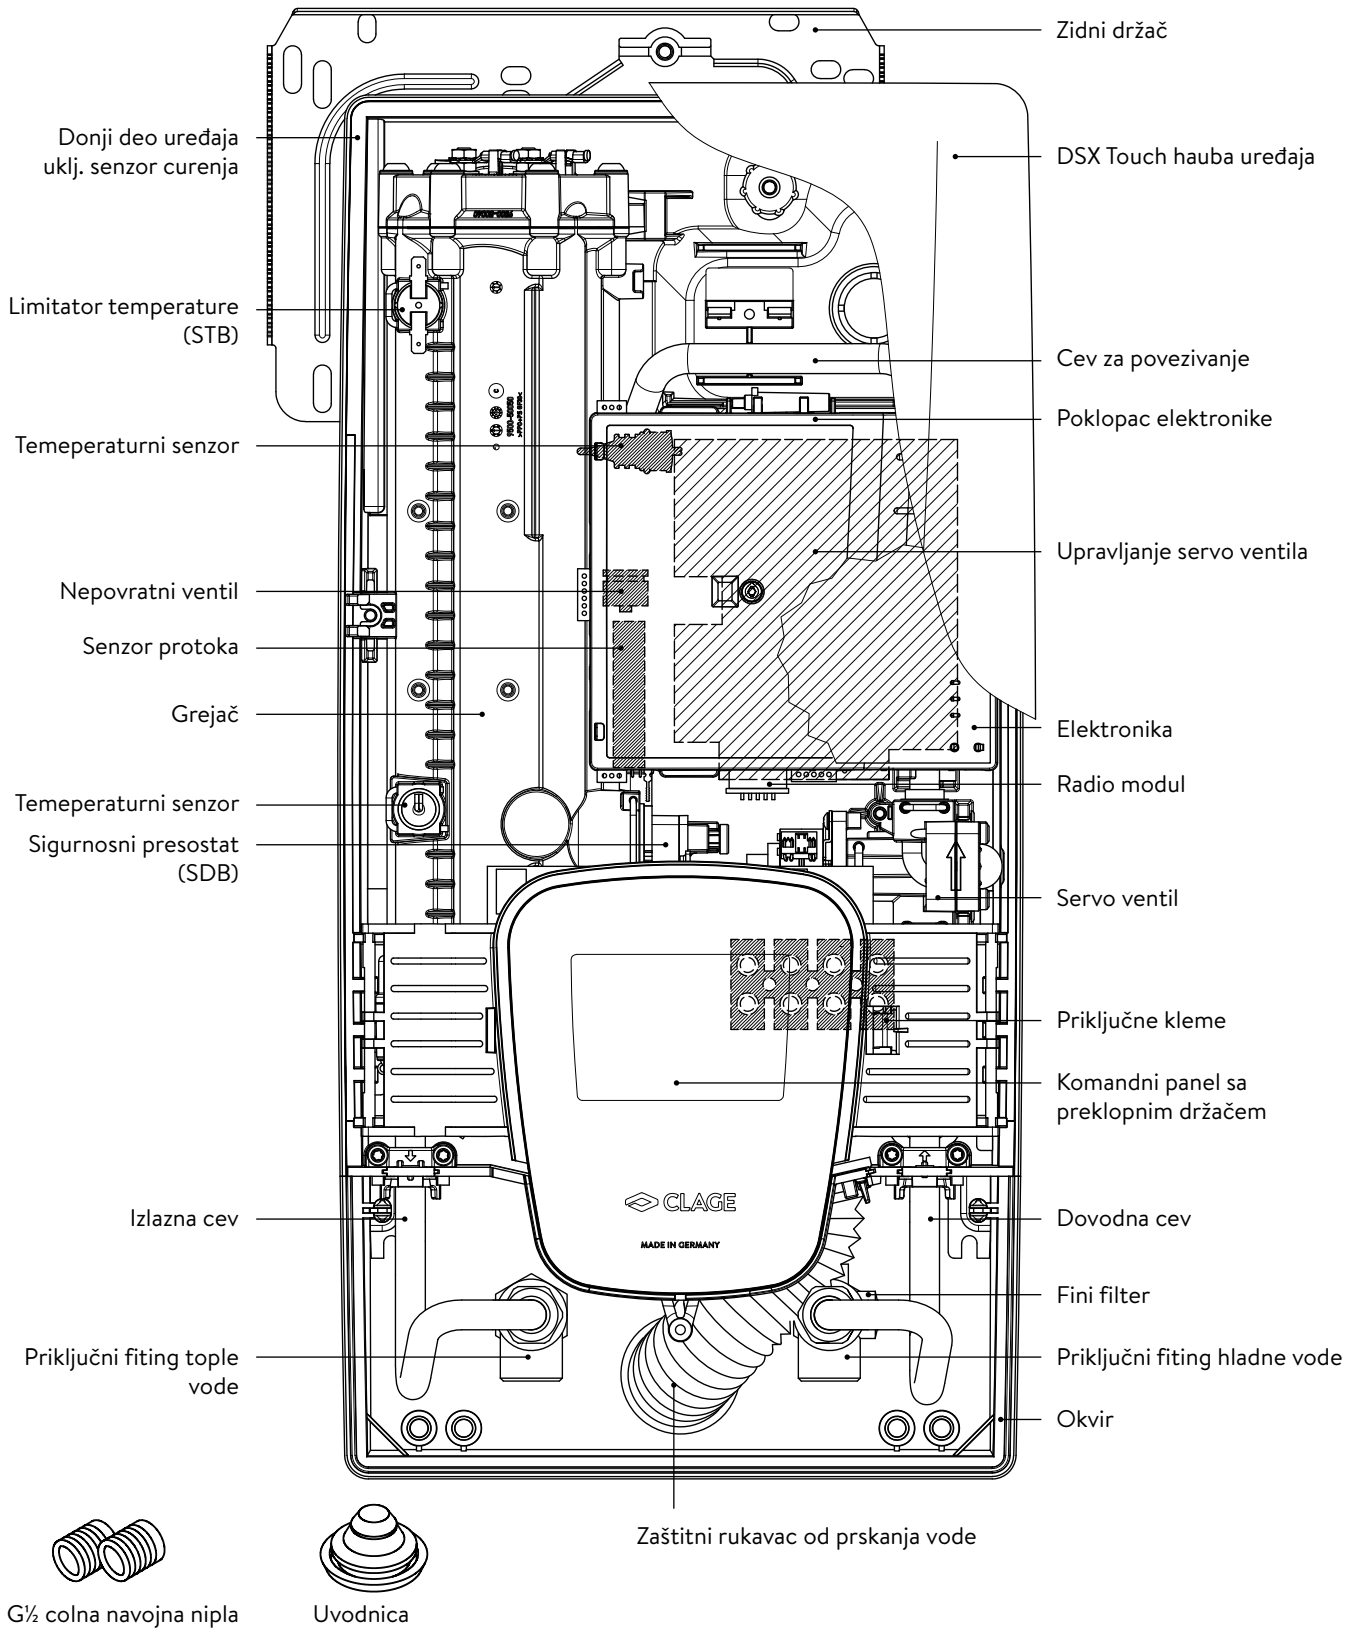 Zidni držač
Donji deo uređaja
uklj. senzor curenja
DSX Touch hauba uređaja
Limitator temperature
(STB)
Cev za povezivanje
Poklopac elektronike
Temeperaturni senzor
Upravljanje servo ventila
Nepovratni ventil
Senzor protoka
Grejač
Elektronika
Radio modul
Temeperaturni senzor
Sigurnosni presostat
(SDB)
Servo ventil
Priključne kleme
Komandni panel sa
preklopnim držačem
CLAGE
MADE IN GERMANY
Izlazna cev
Dovodna cev
Fini filter
Priključni fiting tople
vode
Priključni fiting hladne vode
Okvir
Zaštitni rukavac od prskanja vode
G½ colna navojna nipla
Uvodnica